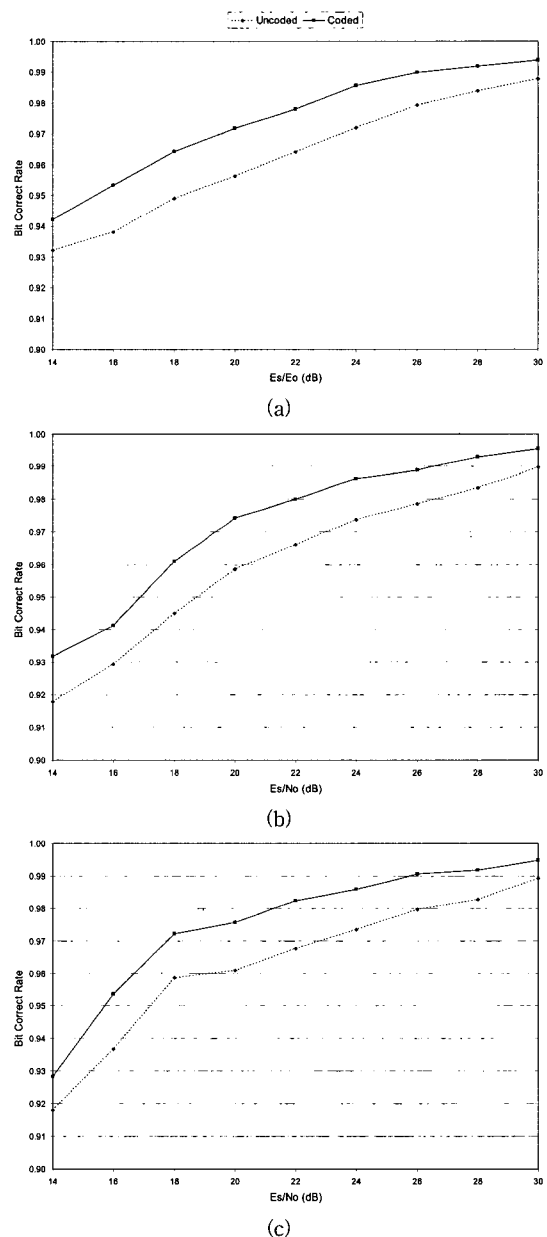 Uncoded Coded
1.00
0.99
0.98
0.97
0.96
0.95
0.94
0.93
0.92
0.91
0.90
Bit Correct Rate
14 16 18 20 22 24 26 28 30
Es/Eo (dB)
(a)
1.00
0.99
0.98
0.97
0.96
0.95
0.94
0.93
0.92
0.91
0.90
Bit Correct Rate
14 16 18 20 22 24 26 28 30
Es/No (dB)
(b)
1.00
0.99
0.98
0.97
0.96
0.95
0.94
0.93
0.92
0.91
0.90
Bit Correct Rate
14 16 18 20 22 24 26 28 30
Es/No (dB)
(c)